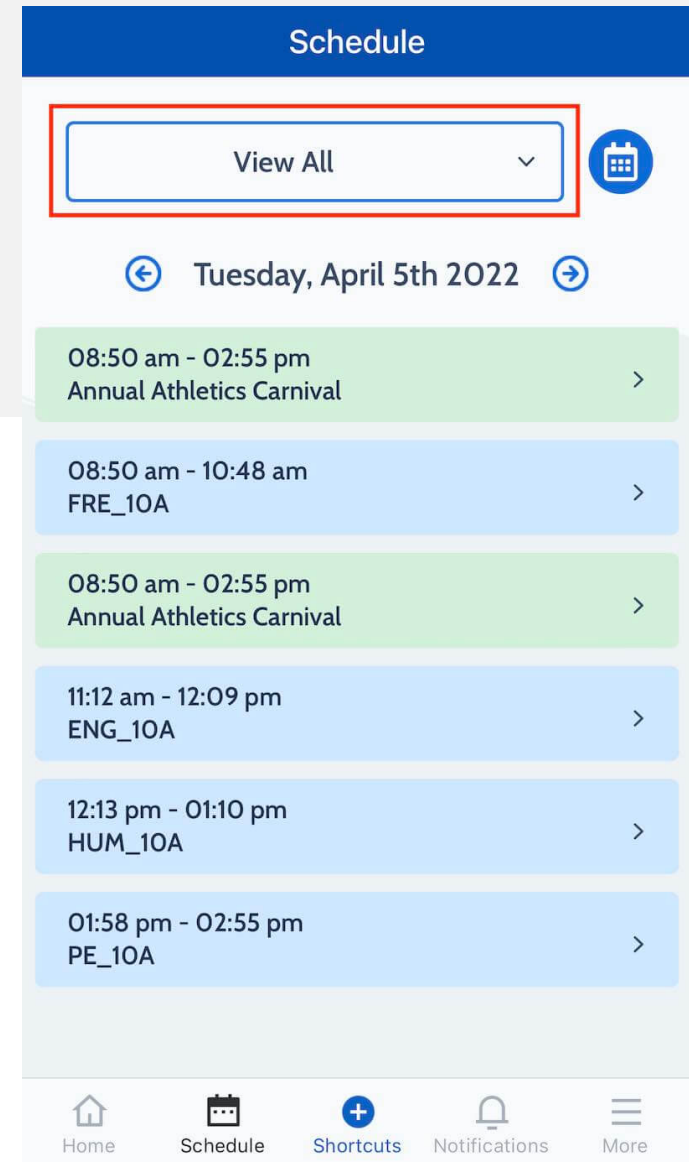 Schedule
View All
Tuesday, April 5th 2022
08:50 am - 02:55 pm
Annual Athletics Carnival
08:50 am - 10:48 am
FRE_10A
08:50 am - 02:55 pm
Annual Athletics Carnival
11:12 am - 12:09 pm
ENG_10A
12:13 pm - 01:10 pm
HUM_10A
01:58 pm - 02:55 pm
PE_10A
Home Schedule Shortcuts Notifications More